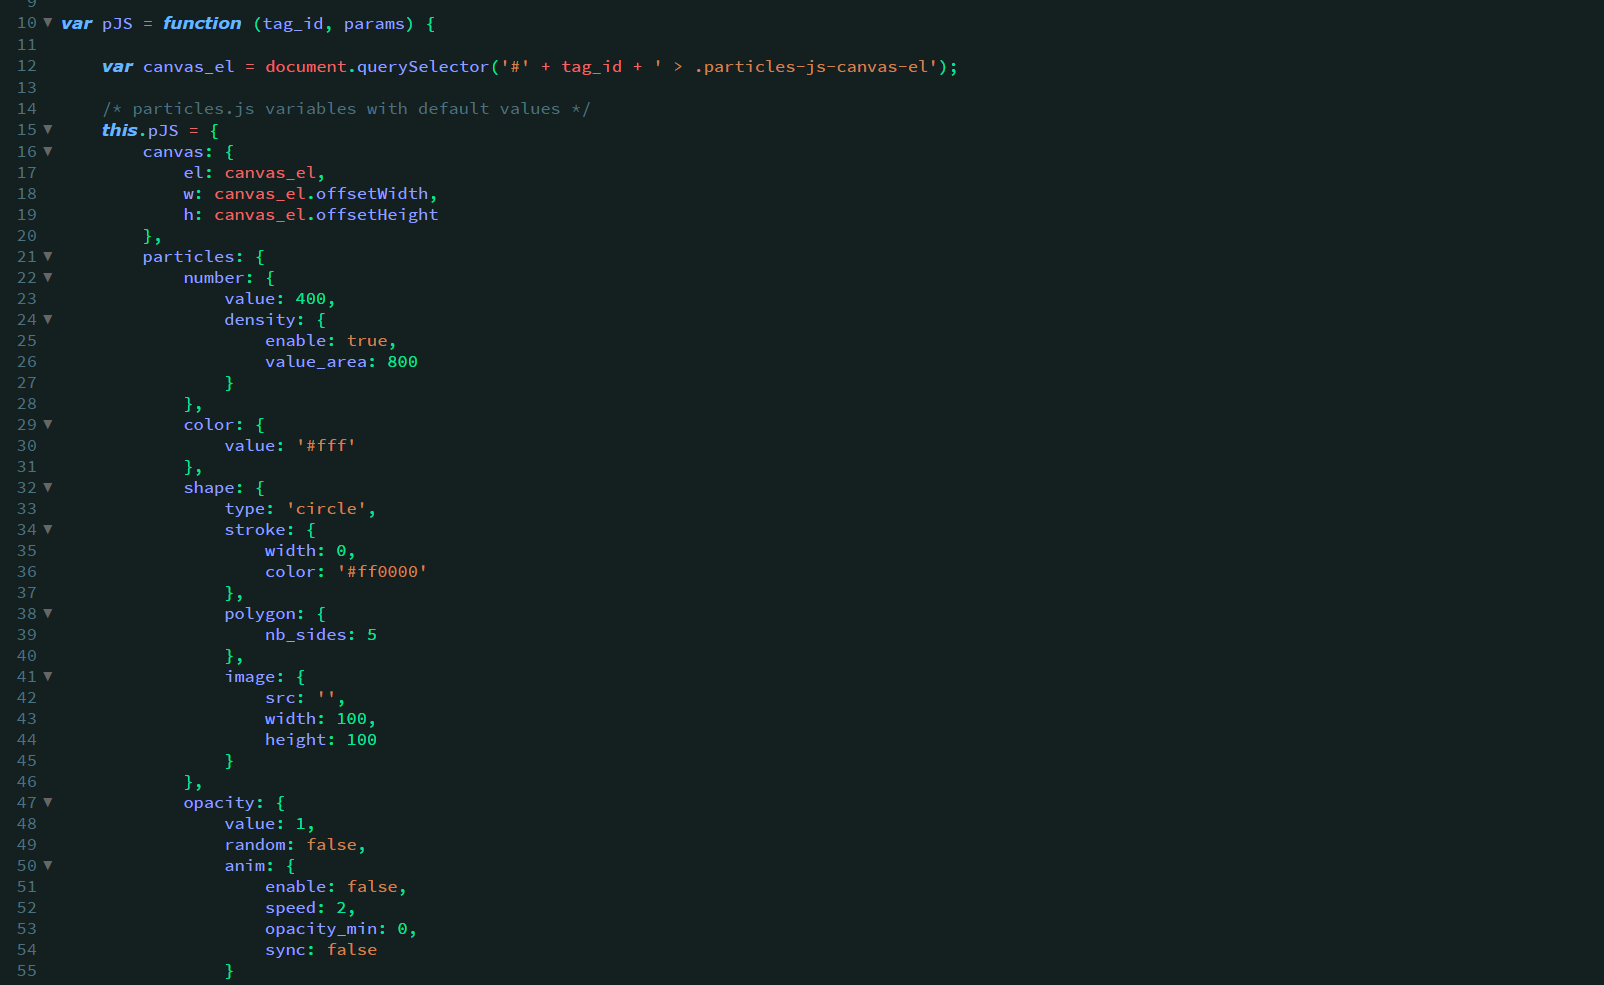 9
10 ▼ var pJS = function (tag_id, params) {
11
12 var canvas_el = document.querySelector('#' + tag_id + ' > .particles-js-canvas-el');
13
14 /* particles.js variables with default values */
15 ▼ this.pJS = {
16 ▼ canvas: {
17 el: canvas_el,
18 w: canvas_el.offsetWidth,
19 h: canvas_el.offsetHeight
20 },
21 ▼ particles: {
22 ▼ number: {
23 value: 400,
24 ▼ density: {
25 enable: true,
26 value_area: 800
27 }
28 },
29 ▼ color: {
30 value: '#fff'
31 },
32 ▼ shape: {
33 type: 'circle',
34 ▼ stroke: {
35 width: 0,
36 color: '#ff0000'
37 },
38 ▼ polygon: {
39 nb_sides: 5
40 },
41 ▼ image: {
42 src: '',
43 width: 100,
44 height: 100
45 }
46 },
47 ▼ opacity: {
48 value: 1,
49 random: false,
50 ▼ anim: {
51 enable: false,
52 speed: 2,
53 opacity_min: 0,
54 sync: false
55 }